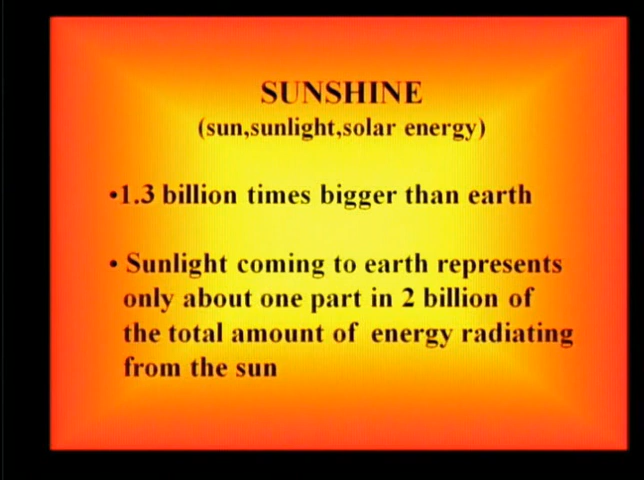 SUNSHINE
(sun,sunlight,solar energy)
•1.3 billion times bigger than earth
• Sunlight coming to earth represents
only about one part in 2 billion of
the total amount of energy radiating
from the sun